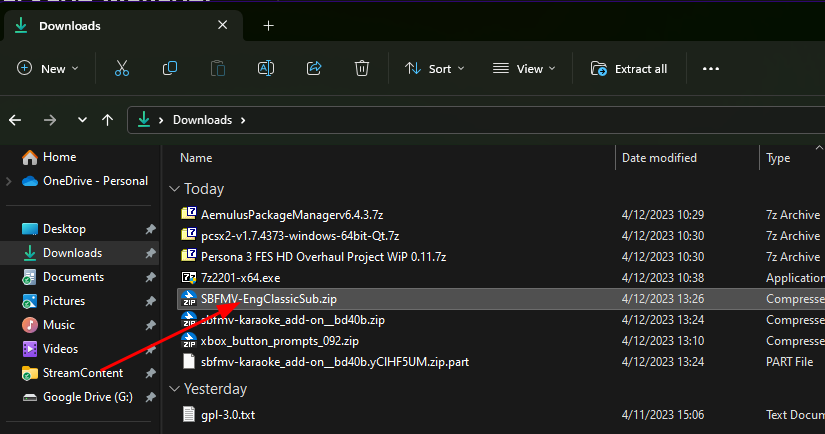 Downloads
New
Sort
View
Extract all
Downloads
Home
OneDrive - Personal
Desktop
Downloads
Documents
Pictures
Music
Videos
StreamContent
Google Drive (G:)
Name Date modified Type
Today
AemulusPackageManagerv6.4.3.7z 4/12/2023 10:29 7z Archive
pcsx2-v1.7.4373-windows-64bit-Qt.7z 4/12/2023 10:30 7z Archive
Persona 3 FES HD Overhaul Project WiP 0.11.7z 4/12/2023 10:30 7z Archive
7z2201-x64.exe 4/12/2023 10:38 Application
SBFMV-EngClassicSub.zip 4/12/2023 13:26 Compresse
sbfmv-karaoke_add-on__bd40b.zip 4/12/2023 13:24 Compresse
xbox_button_prompts_092.zip 4/12/2023 13:10 Compresse
sbfmv-karaoke_add-on__bd40b.yCIHF5UM.zip.part 4/12/2023 13:24 PART File
Yesterday
gpl-3.0.txt 4/11/2023 15:06 Text Docum